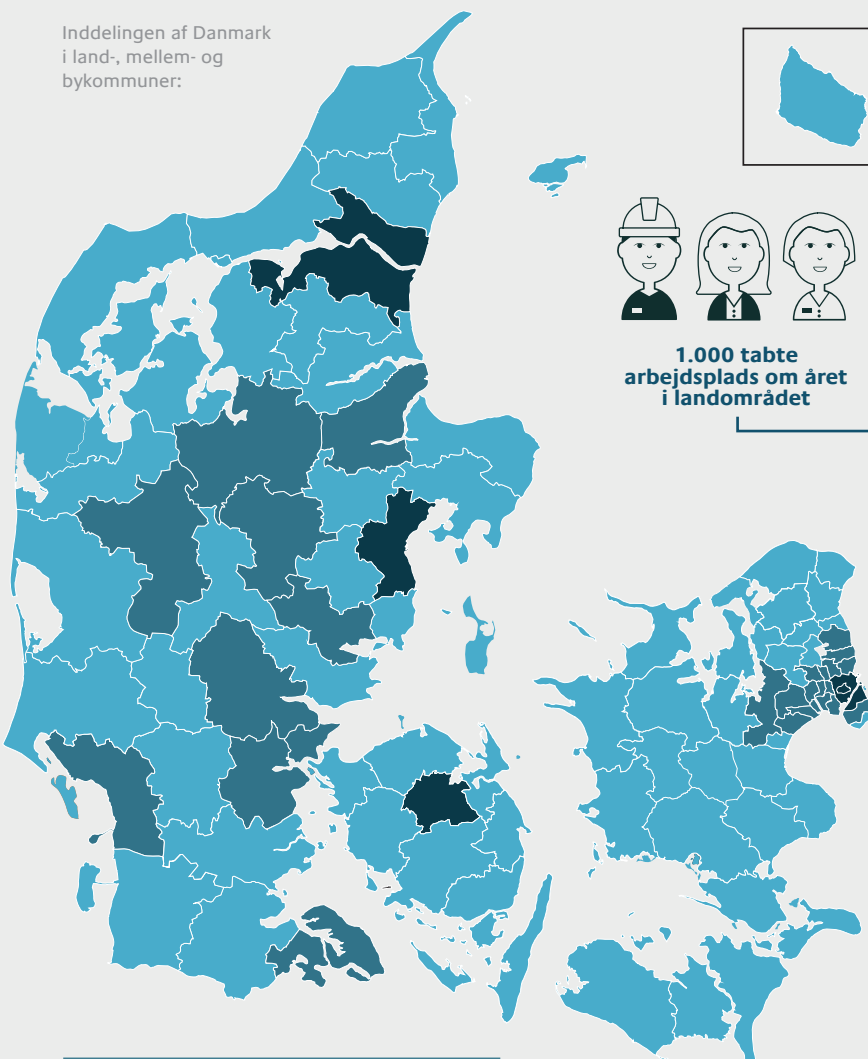 Inddelingen af Danmark
i land-, mellem- og
bykommuner:
1.000 tabte
arbejdsplads om året
i landområdet